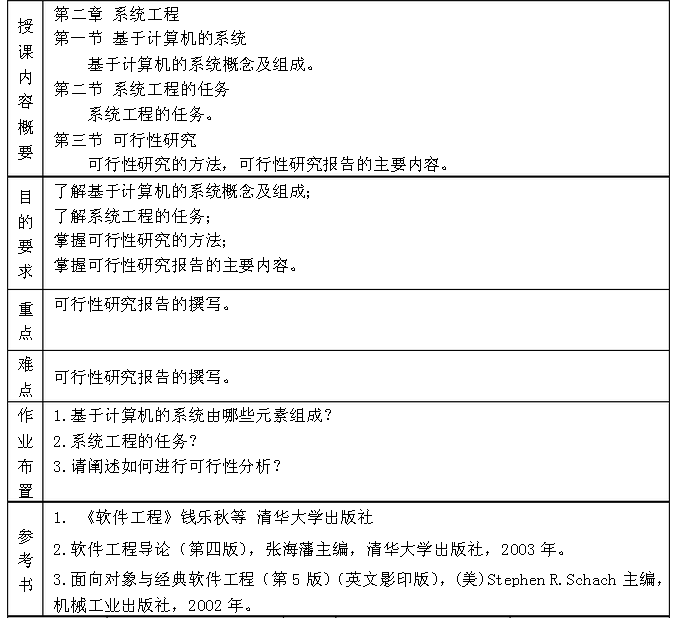 授课内容概要
第二章 系统工程
第一节 基于计算机的系统
基于计算机的系统概念及组成。
第二节 系统工程的任务
系统工程的任务。
第三节 可行性研究
可行性研究的方法，可行性研究报告的主要内容。
目的要求
了解基于计算机的系统概念及组成;
了解系统工程的任务;
掌握可行性研究的方法;
掌握可行性研究报告的主要内容。
重点
可行性研究报告的撰写。
难点
可行性研究报告的撰写。
作业布置
1.基于计算机的系统由哪些元素组成？
2.系统工程的任务？
3.请阐述如何进行可行性分析？
参考书
1. 《软件工程》钱乐秋等 清华大学出版社
2.软件工程导论（第四版），张海藩主编，清华大学出版社，2003年。
3.面向对象与经典软件工程（第5版）(英文影印版)，(美)Stephen R.Schach主编，
机械工业出版社，2002年。